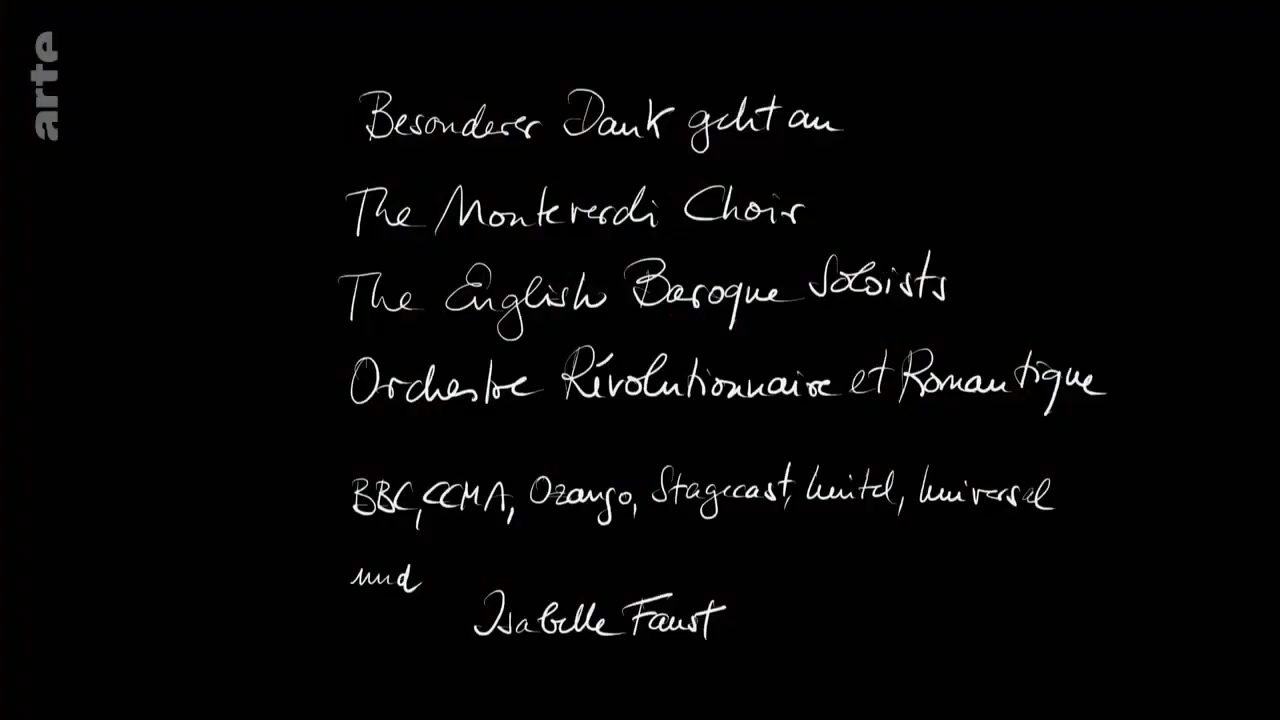 arte
Besonderer Dank geht an
The Monteverdi Choir
The English Baroque Soloists
Orchestre Révolutionnaire et Romantique
BBC, CCMA, Ozango, Stagecast, Unitel, Universal
und
Isabelle Faust